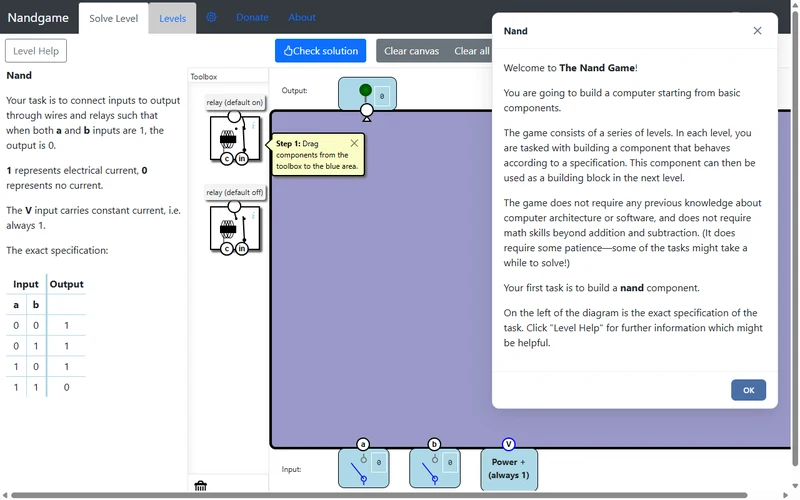 Nandgame
Solve Level
Levels
Donate
About
Level Help
Check solution
Clear canvas
Clear all
Nand
Your task is to connect inputs to output
through wires and relays such that
when both a and b inputs are 1, the
output is 0.
1 represents electrical current, 0
represents no current.
The V input carries constant current, i.e.
always 1.
The exact specification:
Input Output
a b
0 0 1
0 1 1
1 0 1
1 1 0
Toolbox
relay (default on)
c in
relay (default off)
c in
Output:
0
Step 1: Drag
components from the
toolbox to the blue area.
Input:
a
0
b
0
V
Power +
(always 1)
Nand
Welcome to The Nand Game!
You are going to build a computer starting from basic
components.
The game consists of a series of levels. In each level, you
are tasked with building a component that behaves
according to a specification. This component can then be
used as a building block in the next level.
The game does not require any previous knowledge about
computer architecture or software, and does not require
math skills beyond addition and subtraction. (It does
require some patience—some of the tasks might take a
while to solve!)
Your first task is to build a nand component.
On the left of the diagram is the exact specification of the
task. Click "Level Help" for further information which might
be helpful.
OK